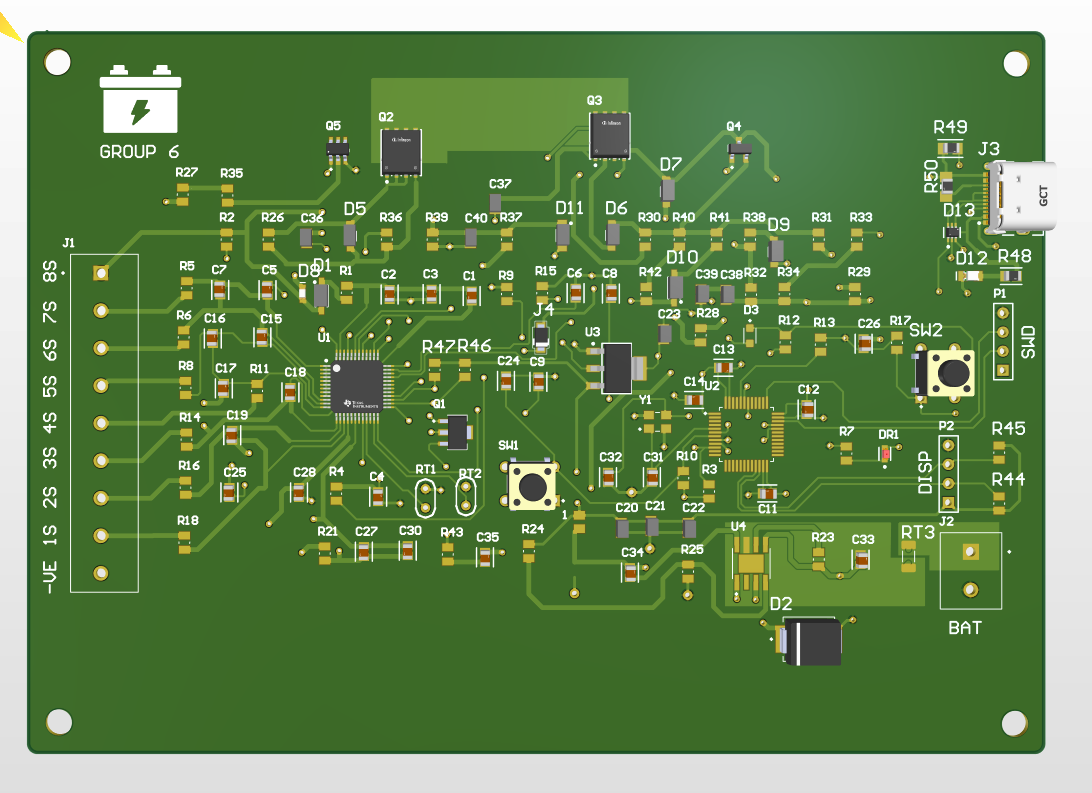 GROUP 6
Q5
Q2
Q3
Q4
R49
J3
GCT
R50
D13
R27
R35
C37
D7
R2
R26
C36
D5
R36
R39
C40
R37
D11
D6
R30
R40
R41
R38
D9
R31
R33
D12
R48
J1
8S
7S
6S
5S
4S
3S
2S
1S
-VE
R5
C7
C5
D8
D1
R1
C2
C3
C1
R9
R15
C6
C8
R42
D10
C39
C38
R32
R34
R29
P1
SWD
R6
C16
C15
U1
J4
U3
C23
R28
D3
R12
R13
C26
R17
SW2
R8
C17
R11
C18
TEXAS
INSTRUMENTS
R47
R46
C24
C9
C13
C14
U2
C12
R14
C19
Q1
Y1
R7
DR1
P2
DISP
R45
R16
C25
C28
R4
C4
RT1
RT2
SW1
C32
C31
R10
R3
C11
R44
R18
R21
C27
C30
R43
C35
R24
1
C20
C21
C22
U4
R23
C33
RT3
J2
C34
R25
D2
BAT